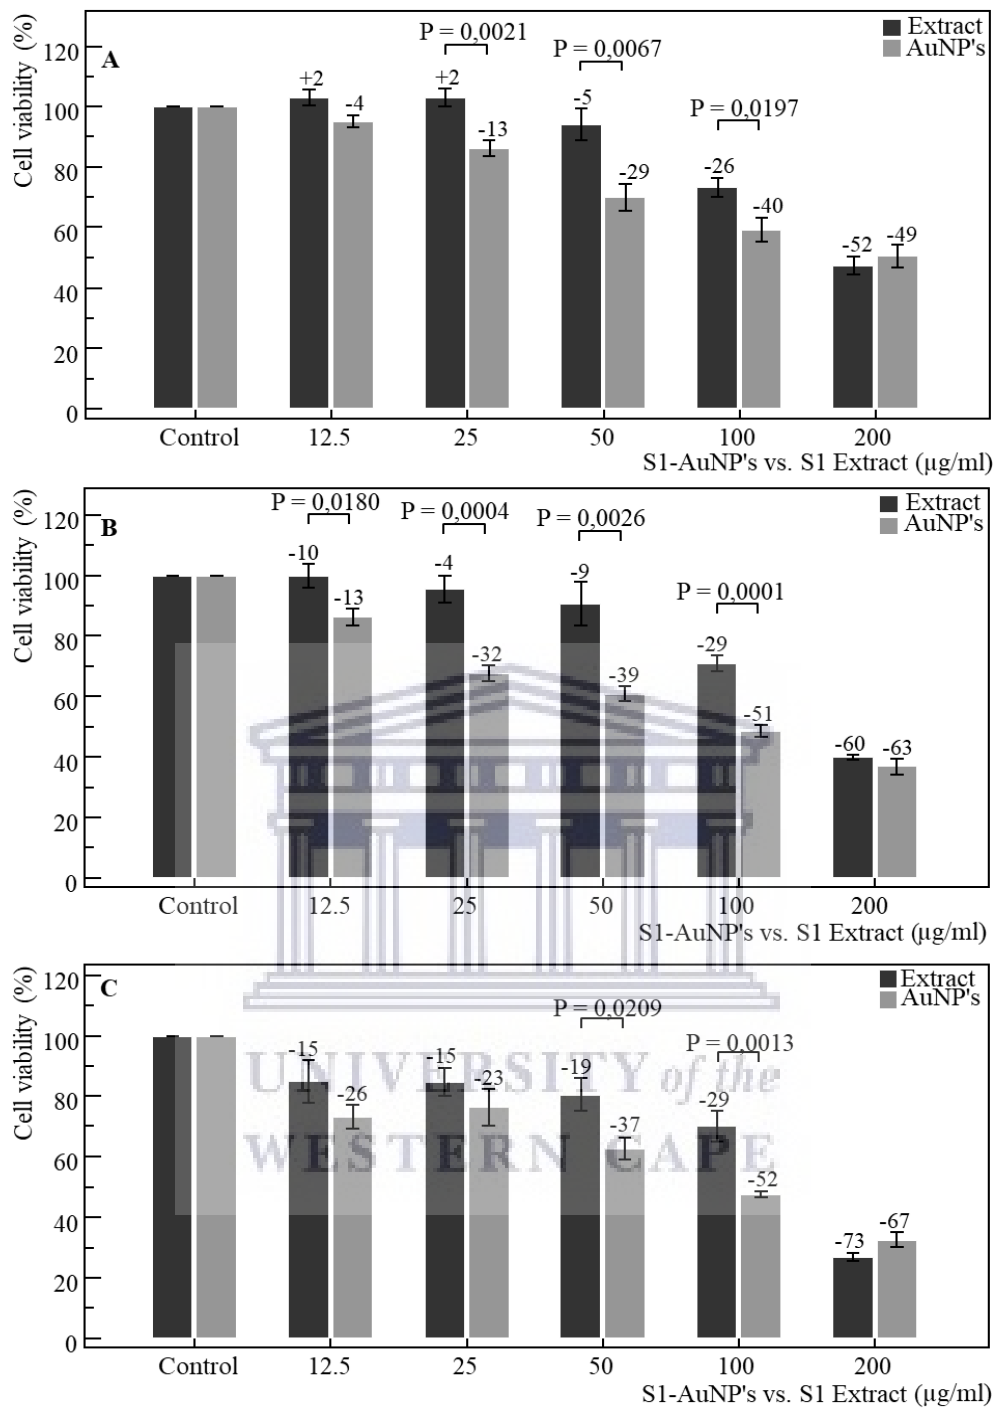 P = 0,0021
Extract
120
A
P = 0,0067
AuNP's
Cell viability (%)
+2
+2
-5
P = 0,0197
100
-4
-13
80
-29
-26
60
-40
-52
-49
40
20
0
Control
12.5
25
50
100
200
S1-AuNP's vs. S1 Extract (µg/ml)
P = 0,0180
P = 0,0004
P = 0,0026
Extract
120
B
AuNP's
Cell viability (%)
-10
-4
-9
100
-13
P = 0,0001
80
-32
-39
-29
60
-51
-60
-63
40
20
0
Control
12.5
25
50
100
200
S1-AuNP's vs. S1 Extract (µg/ml)
120
C
Extract
AuNP's
Cell viability (%)
P = 0,0209
100
-15
-15
-19
P = 0,0013
UNIVERSITY of the
80
-26
-23
-37
-29
WESTERN CAPE
60
-52
40
-73
-67
20
0
Control
12.5
25
50
100
200
S1-AuNP's vs. S1 Extract (µg/ml)